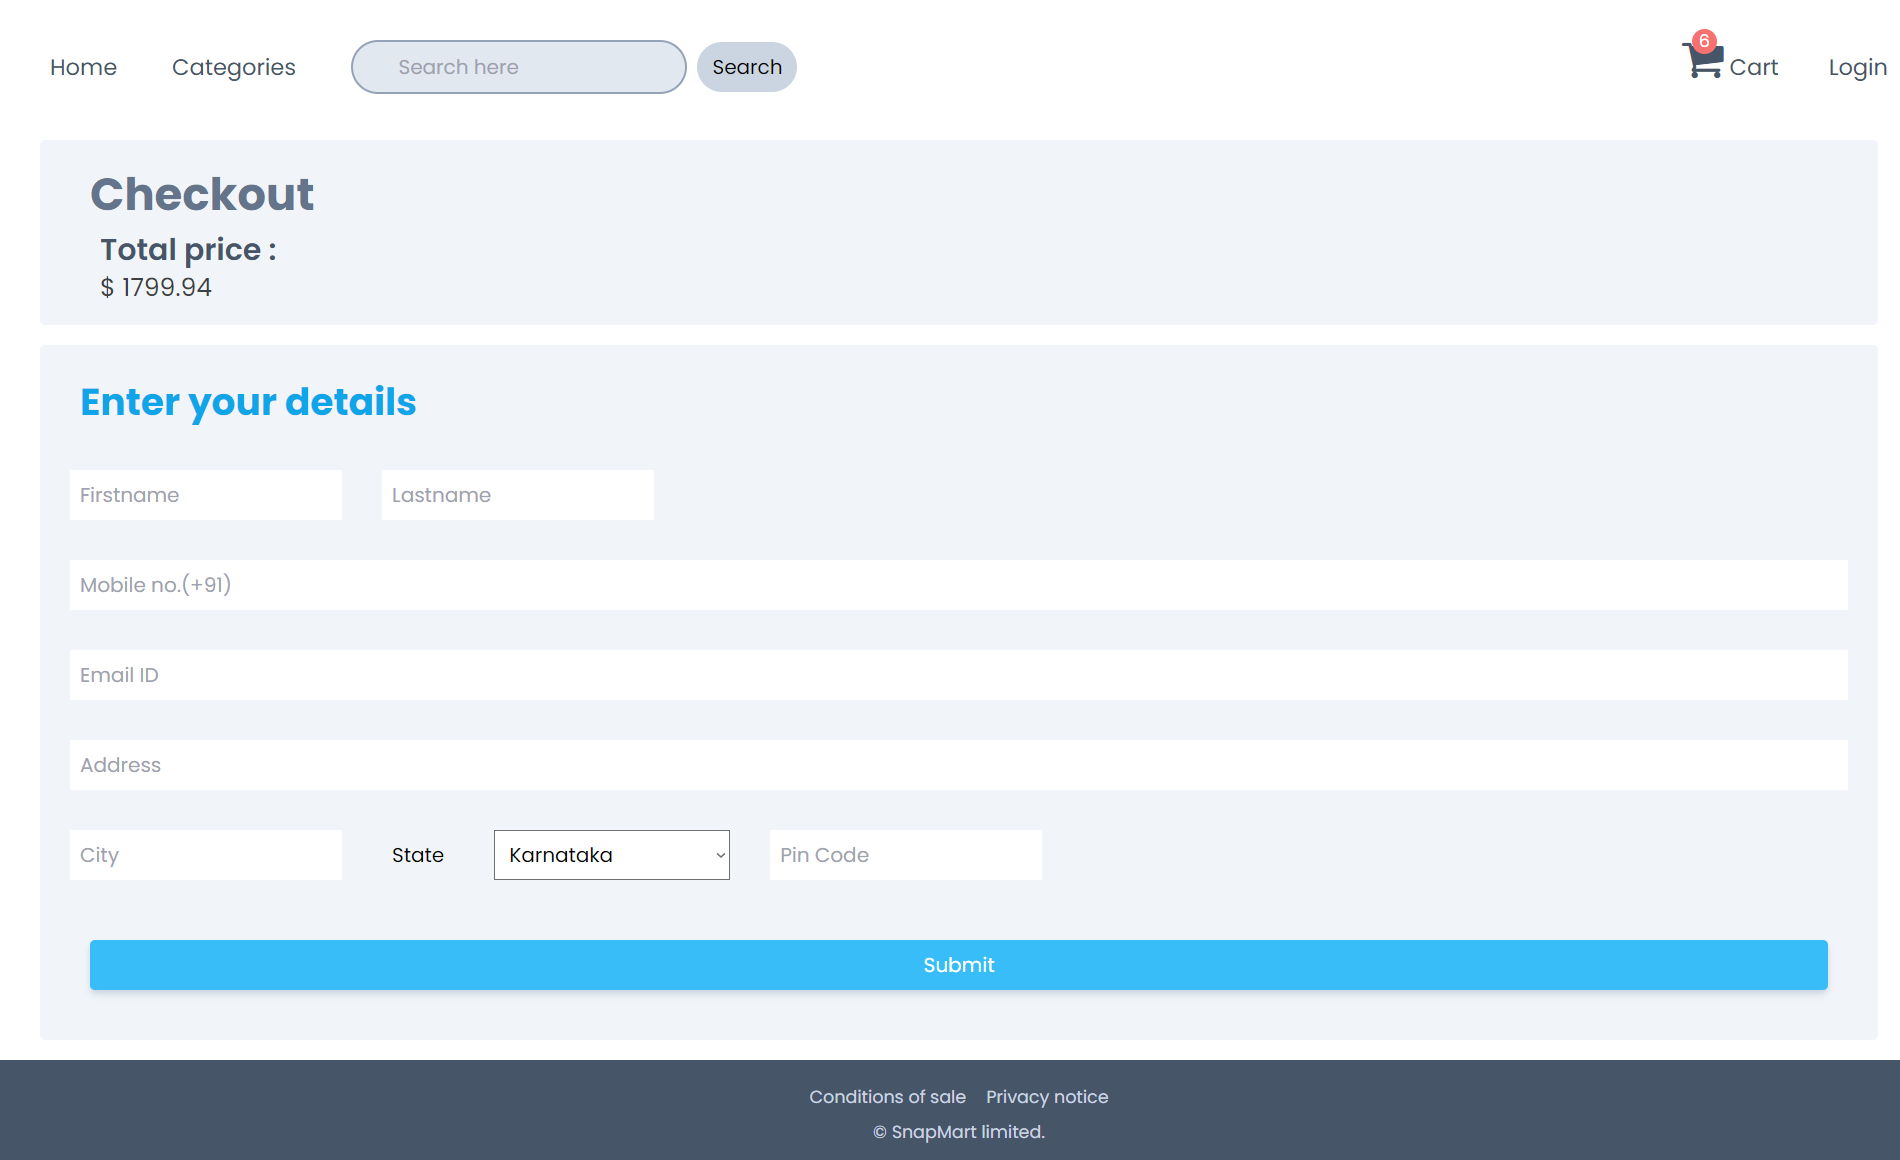 Home Categories Search here Search 6 Cart Login
Checkout
Total price :
$ 1799.94
Enter your details
Firstname Lastname
Mobile no.(+91)
Email ID
Address
City State Karnataka Pin Code
Submit
Conditions of sale Privacy notice
© SnapMart limited.